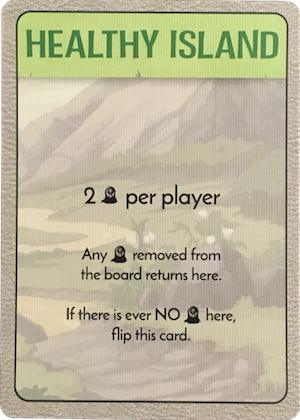 HEALTHY ISLAND
2 per player
Any removed from
the board returns here.
If there is ever NO here,
flip this card.